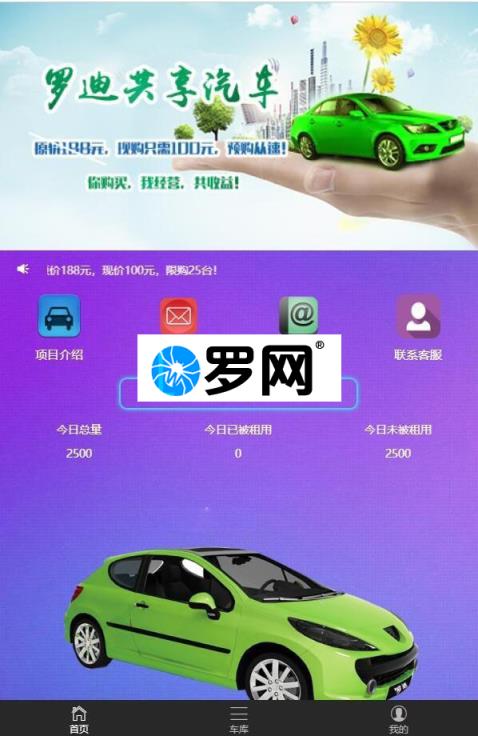 罗迪共享汽车
原价198元，现购只需100元，预购从速！
你购买，我经营，共收益！
价188元，现价100元，限购25台！
项目介绍
联系客服
罗网®
今日总量 今日已被租用 今日未被租用
2500 0 2500
首页 车库 我的